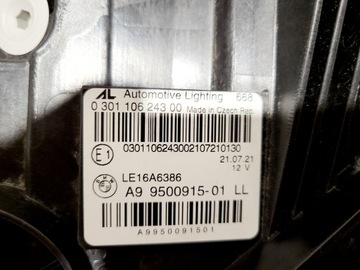 AL Automotive Lighting 668
0 301 106 243 00 Made in Czech Rep.
0301106243002107210130
E1 21.07.21
12 V
LE16A6386
A9 9500915-01 LL
A9950091501